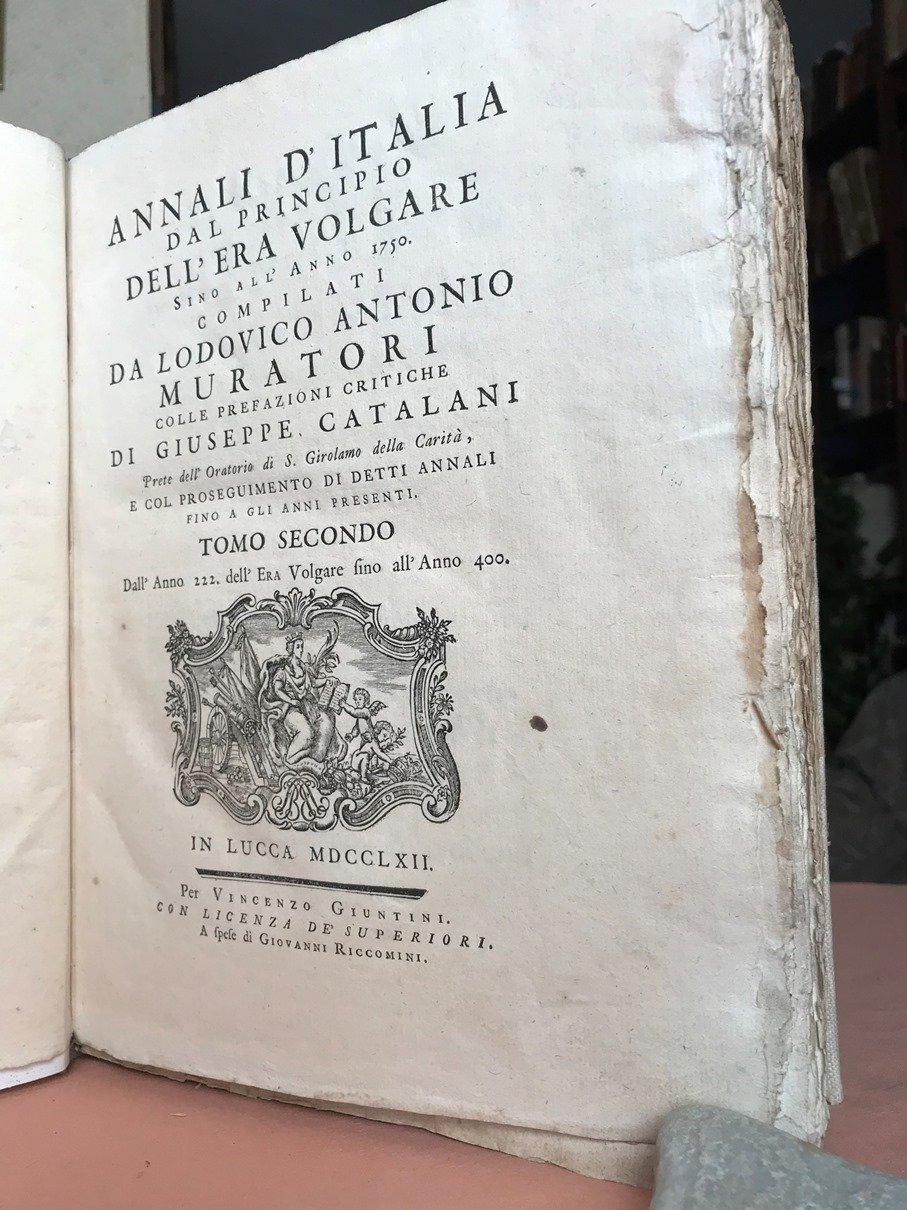 ANNALI D'ITALIA
DAL PRINCIPIO
DELL' ERA VOLGARE
SINO ALL' ANNO 1750.
COMPILATI
DA LODOVICO ANTONIO
MURATORI
COLLE PREFAZIONI CRITICHE
DI GIUSEPPE CATALANI
Prete dell' Oratorio di S. Girolamo della Carità,
E COL PROSEGUIMENTO DI DETTI ANNALI
FINO A GLI ANNI PRESENTI.
TOMO SECONDO
Dall' Anno 222. dell' ERA Volgare ſino all' Anno 400.
IN LUCCA MDCCLXII.
Per VINCENZO GIUNTINI.
CON LICENZA DE' SUPERIORI.
A ſpeſe di GIOVANNI RICCOMINI.